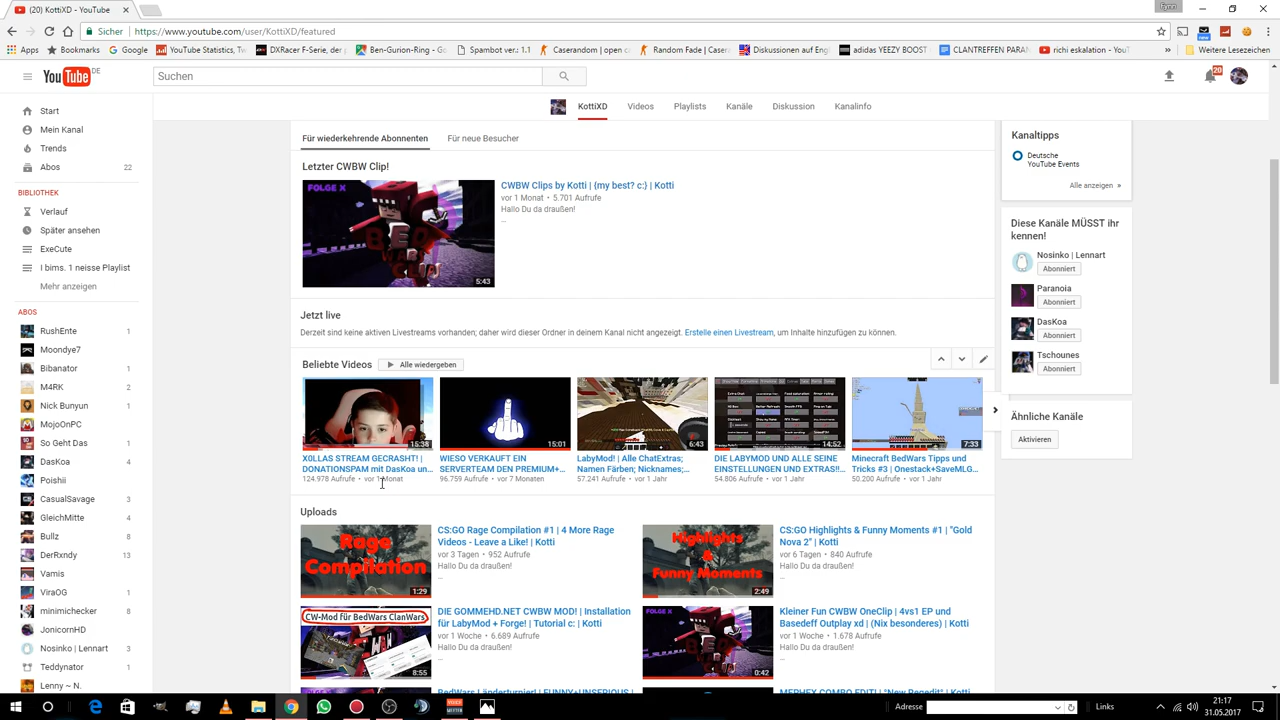 (20) KottiXD - YouTube
Sicher
https://www.youtube.com/user/KottiXD/featured
Apps
Bookmarks
Google
YouTube Statistics, Tw
DXRacer F-Serie, der p
Ben-Gurion-Ring - Go
Spambot 1.1
Caserandom | open c
Random Fade | Casere
Diskussionen auf Engl
adidas YEEZY BOOST
CLANTREFFEN PARAN
richi eskalation - YouT
Weitere Lesezeichen
YouTube DE
Suchen
20
KottiXD
Videos
Playlists
Kanäle
Diskussion
Kanalinfo
Start
Mein Kanal
Trends
Abos 22
BIBLIOTHEK
Verlauf
Später ansehen
ExeCute
I bims. 1 neisse Playlist
Mehr anzeigen
ABOS
RushEnte 1
Moondye7
Bibanator 1
M4RK 2
Nick Bunyun
MojoOnPC
So Geht Das
DasKoa 4
Poishii
CasualSavage 3
GleichMitte 4
Bullz 8
DerRxndy 13
Vamis
ViraOG 1
minimichecker 8
JonicornHD
Nosinko | Lennart 3
Teddynator 1
Lenny ~ N.
Für wiederkehrende Abonnenten
Für neue Besucher
Letzter CWBW Clip!
FOLGE X
BED
WARS
CLIP
5:43
CWBW Clips by Kotti | {my best? c:} | Kotti
vor 1 Monat • 5.701 Aufrufe
Hallo Du da draußen!
...
Jetzt live
Derzeit sind keine aktiven Livestreams vorhanden; daher wird dieser Ordner in deinem Kanal nicht angezeigt. Erstelle einen Livestream, um Inhalte hinzufügen zu können.
Beliebte Videos
Alle wiedergeben
15:38
X0LLAS STREAM GECRASHT! |
DONATIONSPAM mit DasKoa un...
124.978 Aufrufe • vor 1 Monat
15:01
WIESO VERKAUFT EIN
SERVERTEAM DEN PREMIUM+...
96.759 Aufrufe • vor 7 Monaten
6:43
LabyMod! | Alle ChatExtras;
Namen Färben; Nicknames;...
57.241 Aufrufe • vor 1 Jahr
14:52
DIE LABYMOD UND ALLE SEINE
EINSTELLUNGEN UND EXTRAS!!...
54.806 Aufrufe • vor 1 Jahr
7:33
Minecraft BedWars Tipps und
Tricks #3 | Onestack+SaveMLG...
50.200 Aufrufe • vor 1 Jahr
Uploads
Rage
Compilation
1:29
CS:GO Rage Compilation #1 | 4 More Rage
Videos - Leave a Like! | Kotti
vor 3 Tagen • 952 Aufrufe
Hallo Du da draußen!
...
Highlights
&
Funny Moments
2:49
CS:GO Highlights & Funny Moments #1 | "Gold
Nova 2" | Kotti
vor 6 Tagen • 840 Aufrufe
Hallo Du da draußen!
...
CW-Mod für BedWars ClanWars
8:55
DIE GOMMEHD.NET CWBW MOD! | Installation
für LabyMod + Forge! | Tutorial c: | Kotti
vor 1 Woche • 6.689 Aufrufe
Hallo Du da draußen!
...
FOLGE X
0:42
Kleiner Fun CWBW OneClip | 4vs1 EP und
Basedeff Outplay xd | (Nix besonderes) | Kotti
vor 1 Woche • 1.678 Aufrufe
Hallo Du da draußen!
...
BedWars Länderturnier! | FUNNY+UNSERIOUS |
Kanaltipps
Deutsche
YouTube Events
Alle anzeigen »
Diese Kanäle MÜSST ihr
kennen!
Nosinko | Lennart
Abonniert
Paranoia
Abonniert
DasKoa
Abonniert
Tschounes
Abonniert
Ähnliche Kanäle
Aktivieren
Adresse
Links
21:17
31.05.2017